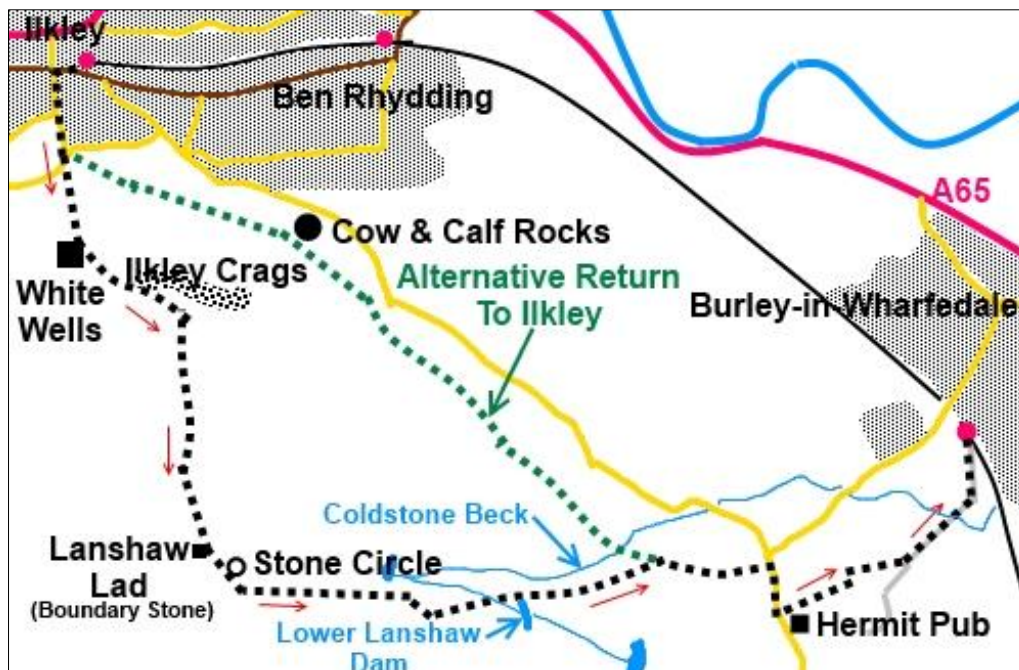 Ilkley
Ben Rhydding
A65
Cow & Calf Rocks
Ilkley Crags
White
Wells
Alternative Return
To Ilkley
Burley-in-Wharfedale
Coldstone Beck
Lanshaw
Lad
(Boundary Stone)
Stone Circle
Lower Lanshaw
Dam
Hermit Pub